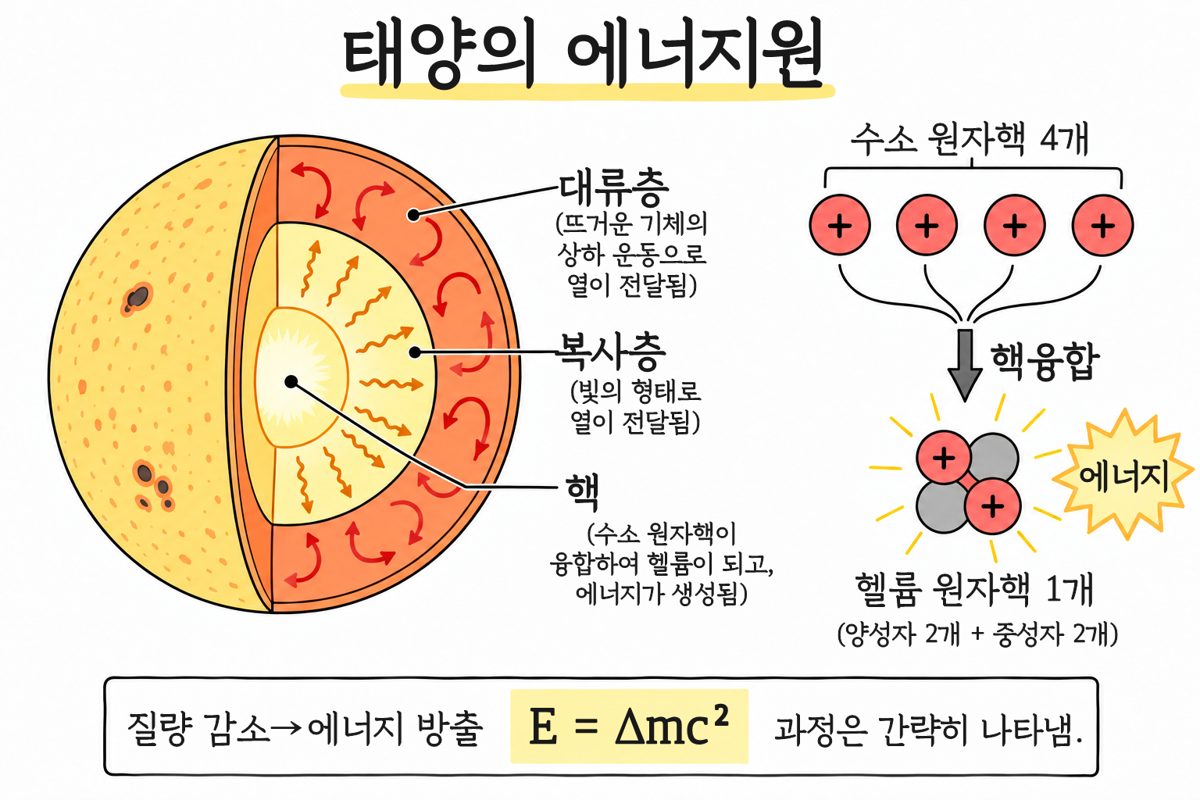 태양의 에너지원
대류층
(뜨거운 기체의
상하 운동으로
열이 전달됨)
복사층
(빛의 형태로
열이 전달됨)
핵
(수소 원자핵이
융합하여 헬륨이 되고,
에너지가 생성됨)
수소 원자핵 4개
+ + + +
핵융합
+
+
에너지
헬륨 원자핵 1개
(양성자 2개 + 중성자 2개)
질량 감소→에너지 방출 E = Δmc² 과정은 간략히 나타냄.